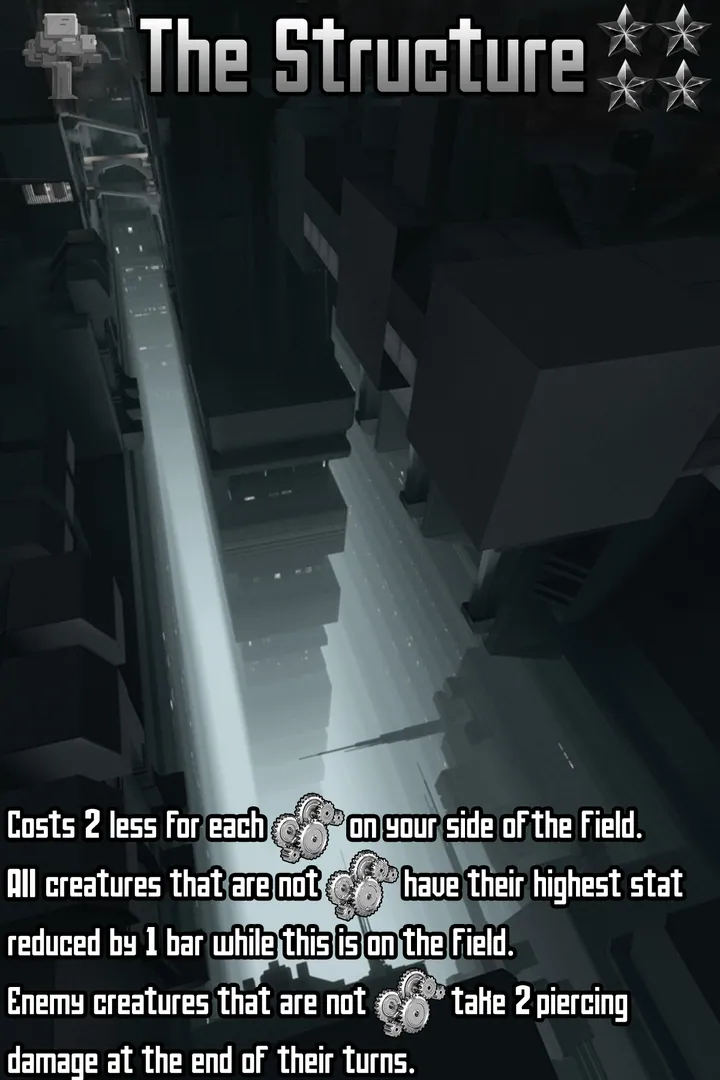 The Structure
Costs 2 less for each on your side of the field.
All creatures that are not have their highest stat
reduced by 1 bar while this is on the field.
Enemy creatures that are not take 2 piercing
damage at the end of their turns.